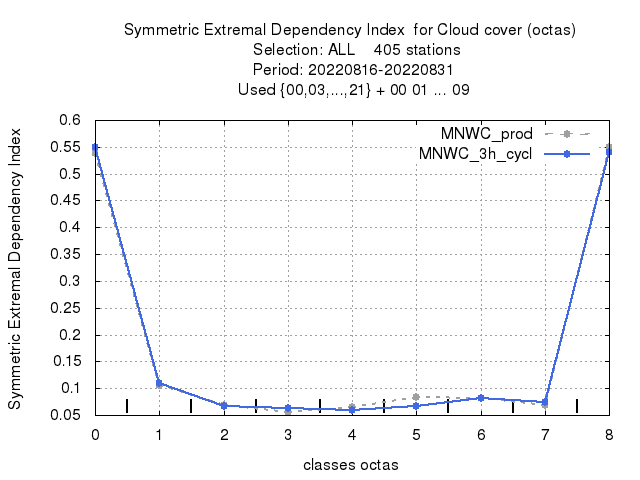 Symmetric Extremal Dependency Index  for Cloud cover (octas)
Selection: ALL    405 stations
Period: 20220816-20220831
Used {00,03,...,21} + 00 01 ... 09
MNWC_prod
MNWC_3h_cycl
Symmetric Extremal Dependency Index
0.6
0.55
0.5
0.45
0.4
0.35
0.3
0.25
0.2
0.15
0.1
0.05
0 1 2 3 4 5 6 7 8
classes octas